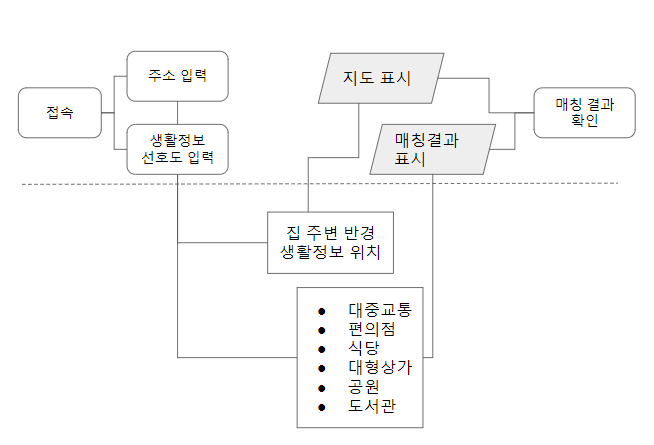 주소 입력
지도 표시
접속
매칭 결과
확인
생활정보
선호도 입력
매칭결과
표시
집 주변 반경
생활정보 위치
● 대중교통
● 편의점
● 식당
● 대형상가
● 공원
● 도서관